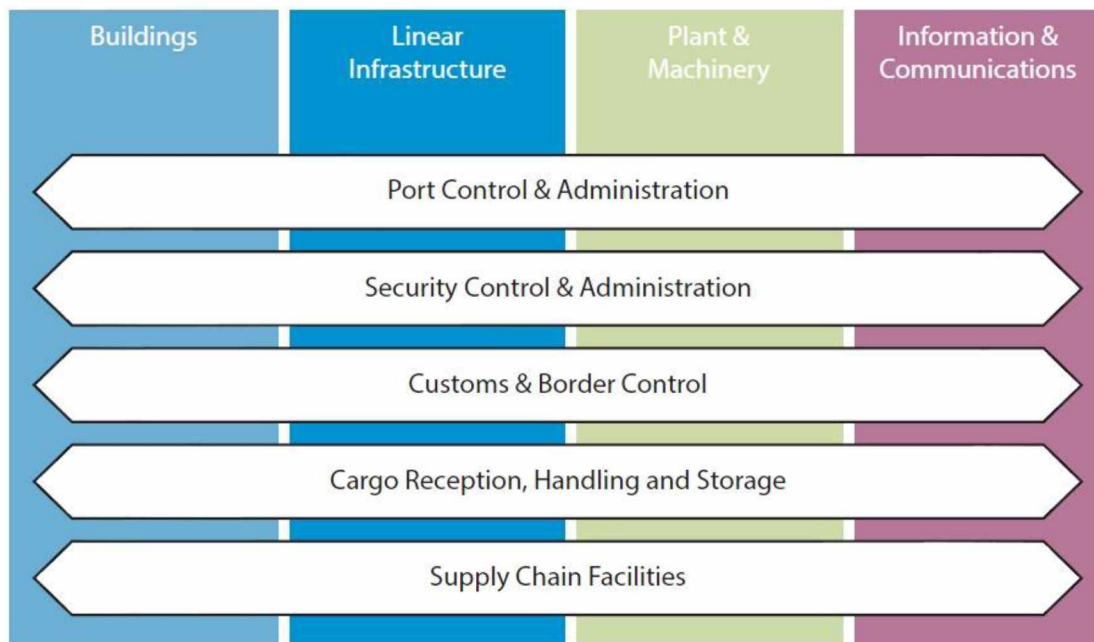 Buildings
Linear
Infrastructure
Plant &
Machinery
Information &
Communications
Port Control & Administration
Security Control & Administration
Customs & Border Control
Cargo Reception, Handling and Storage
Supply Chain Facilities